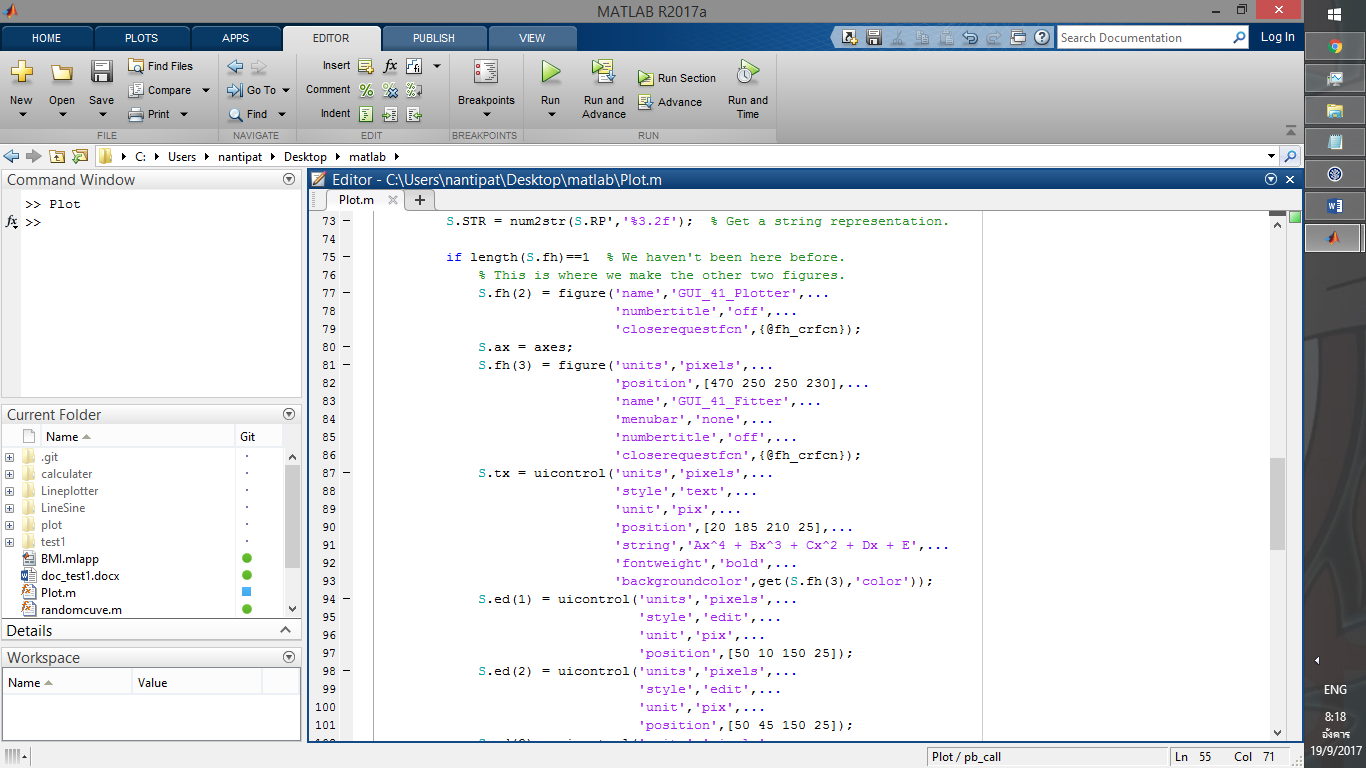 MATLAB R2017a
HOME PLOTS APPS EDITOR PUBLISH VIEW
Search Documentation Log In
New Open Save Find Files Compare Print
Go To Find
Insert fx
Comment
Indent
Breakpoints
Run Run and Advance Run Section Advance Run and Time
FILE NAVIGAT EDIT BREAKPOINTS RUN
C: Users nantipat Desktop matlab
Command Window
>> Plot
fx >>
Current Folder
Name Git
.git
calculater
Lineplotter
LineSine
plot
test1
BMI.mlapp
doc_test1.docx
Plot.m
randomcuve.m
Details
Workspace
Name Value
Editor - C:\Users\nantipat\Desktop\matlab\Plot.m
Plot.m
73 S.STR = num2str(S.RP','%3.2f'); % Get a string representation.
74
75 if length(S.fh)==1 % We haven't been here before.
76 % This is where we make the other two figures.
77 S.fh(2) = figure('name','GUI_41_Plotter',...
78 'numbertitle','off',...
79 'closerequestfcn',{@fh_crfcn});
80 S.ax = axes;
81 S.fh(3) = figure('units','pixels',...
82 'position',[470 250 250 230],...
83 'name','GUI_41_Fitter',...
84 'menubar','none',...
85 'numbertitle','off',...
86 'closerequestfcn',{@fh_crfcn});
87 S.tx = uicontrol('units','pixels',...
88 'style','text',...
89 'unit','pix',...
90 'position',[20 185 210 25],...
91 'string','Ax^4 + Bx^3 + Cx^2 + Dx + E',...
92 'fontweight','bold',...
93 'backgroundcolor',get(S.fh(3),'color'));
94 S.ed(1) = uicontrol('units','pixels',...
95 'style','edit',...
96 'unit','pix',...
97 'position',[50 10 150 25]);
98 S.ed(2) = uicontrol('units','pixels',...
99 'style','edit',...
100 'unit','pix',...
101 'position',[50 45 150 25]);
Plot / pb_call Ln 55 Col 71
ENG
8:18
อังคาร
19/9/2017